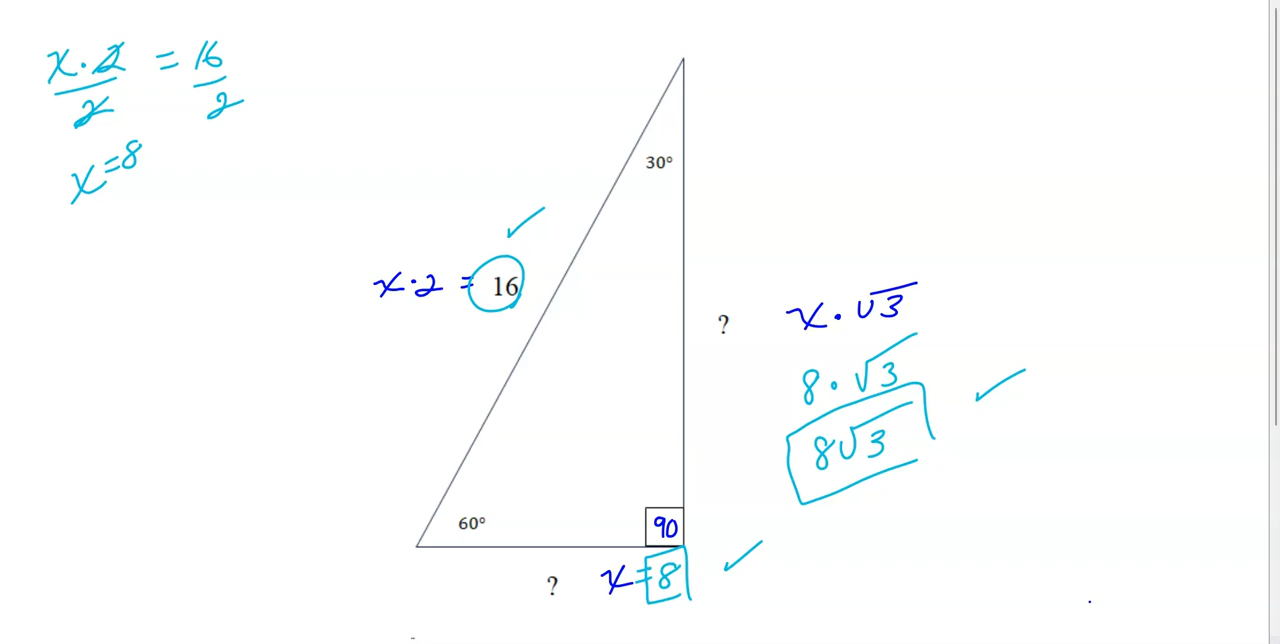 x · 2 = 16
2 2
x = 8
30°
x · 2 = 16
? x · √3
8 · √3
8√3
60°
90
? x = 8